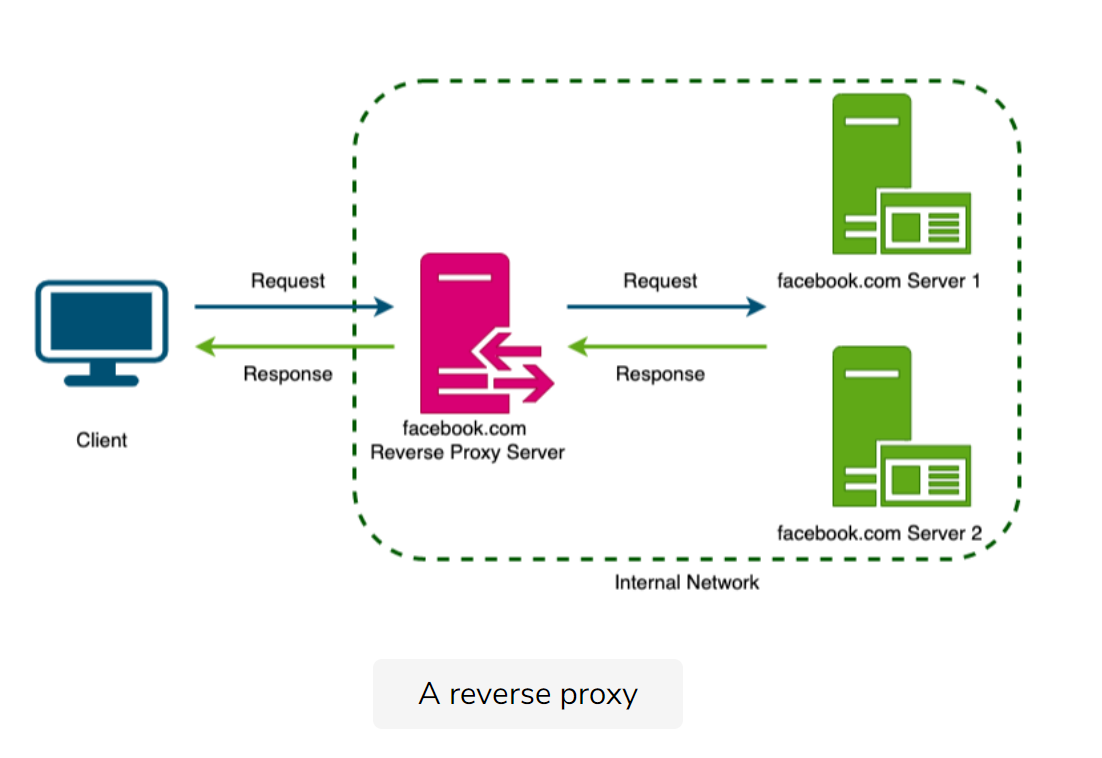 Request
Request
facebook.com Server 1
Response
Response
Client
facebook.com
Reverse Proxy Server
facebook.com Server 2
Internal Network
A reverse proxy